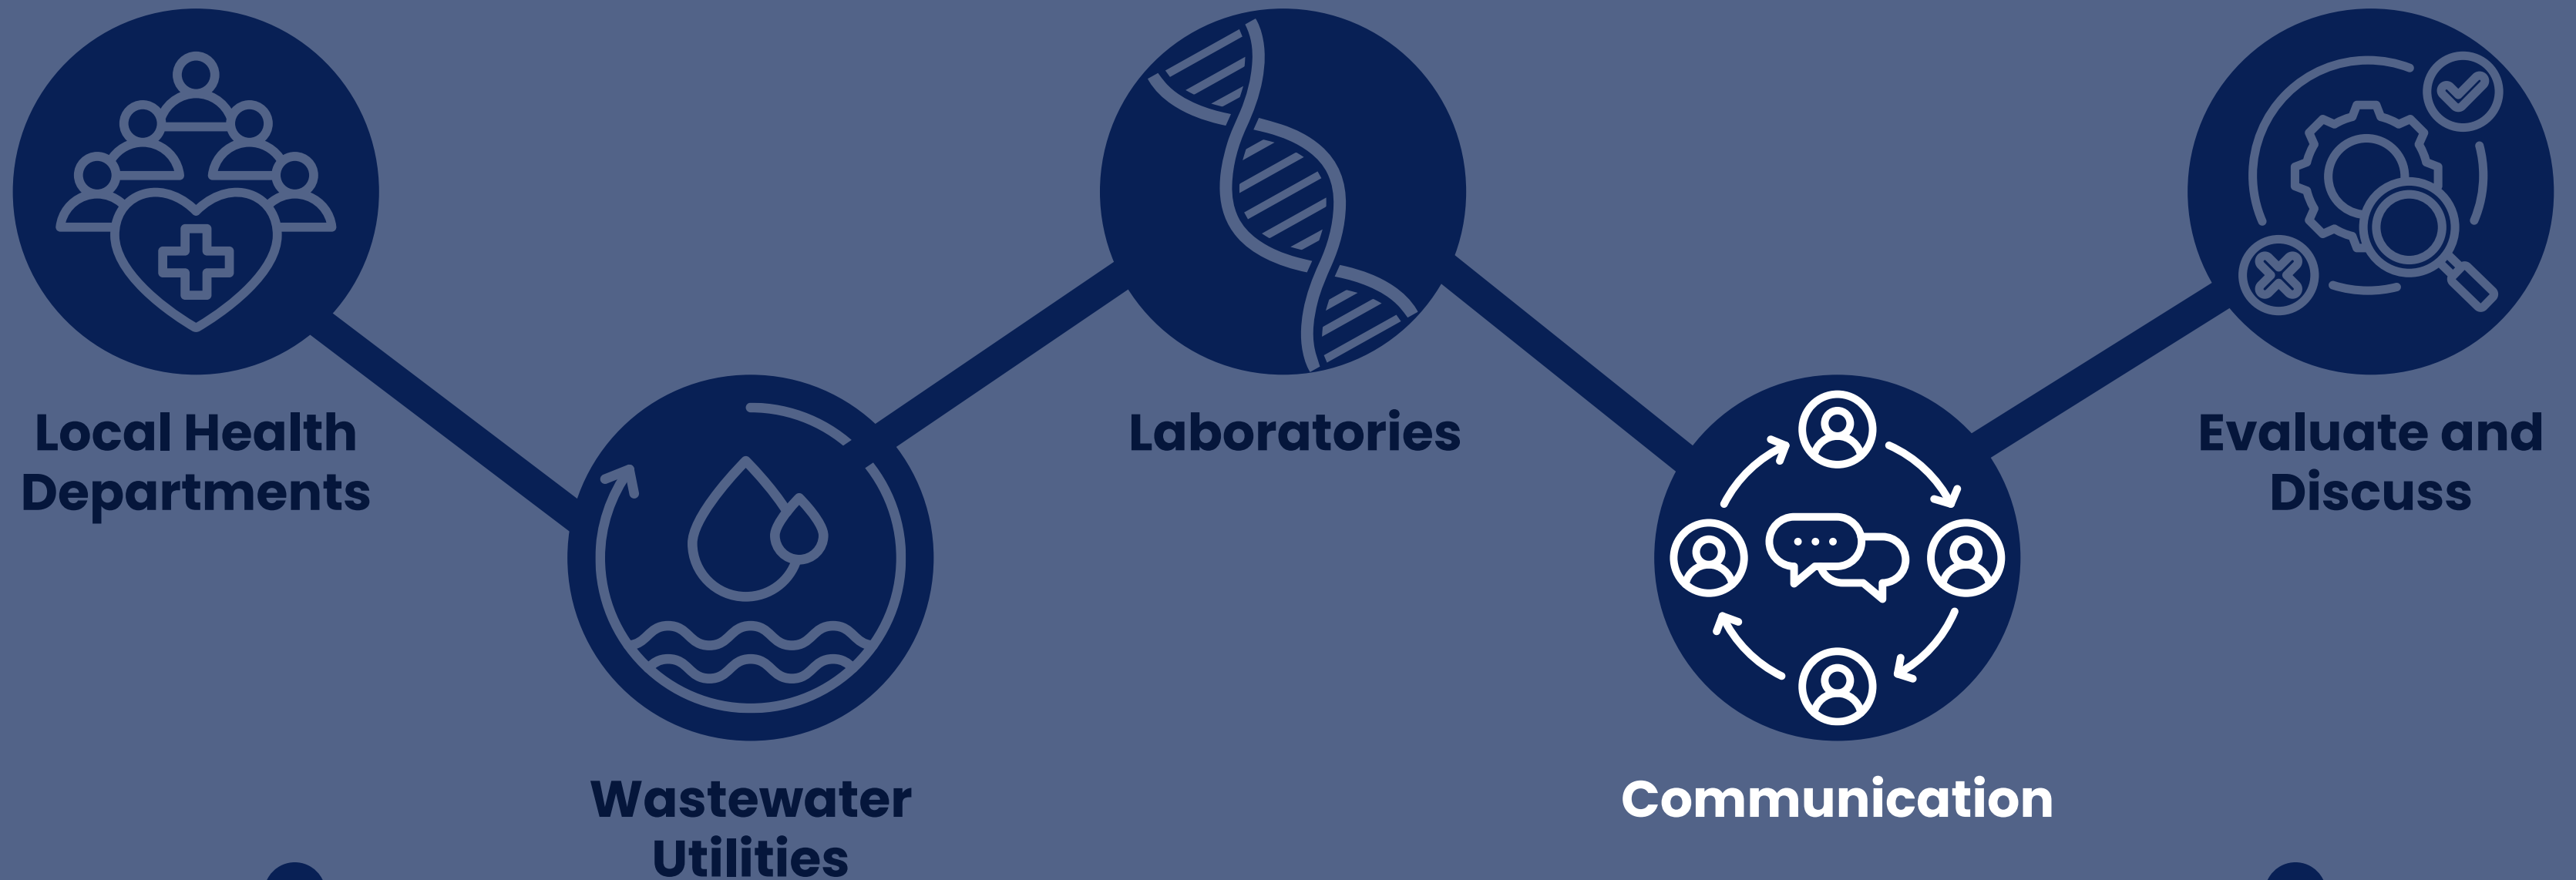 Local Health
Departments
Wastewater
Utilities
Laboratories
Communication
Evaluate and
Discuss